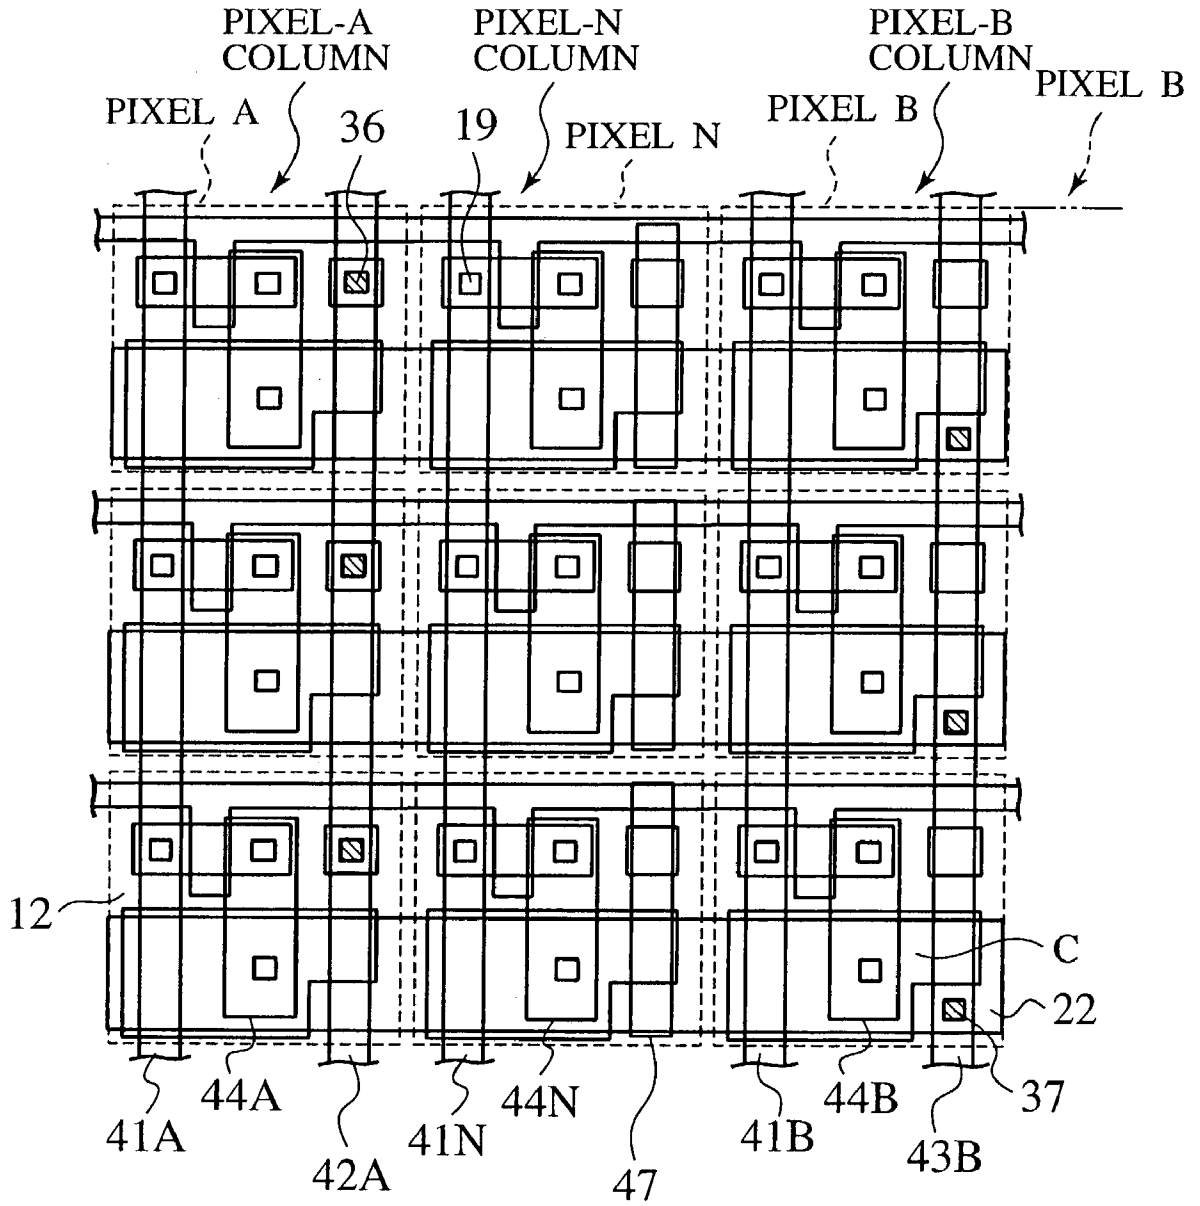 PIXEL-A
COLUMN
PIXEL-N
COLUMN
PIXEL-B
COLUMN
PIXEL B
PIXEL A
36
19
PIXEL N
PIXEL B
12
C
22
41A
44A
42A
41N
44N
47
41B
44B
43B
37